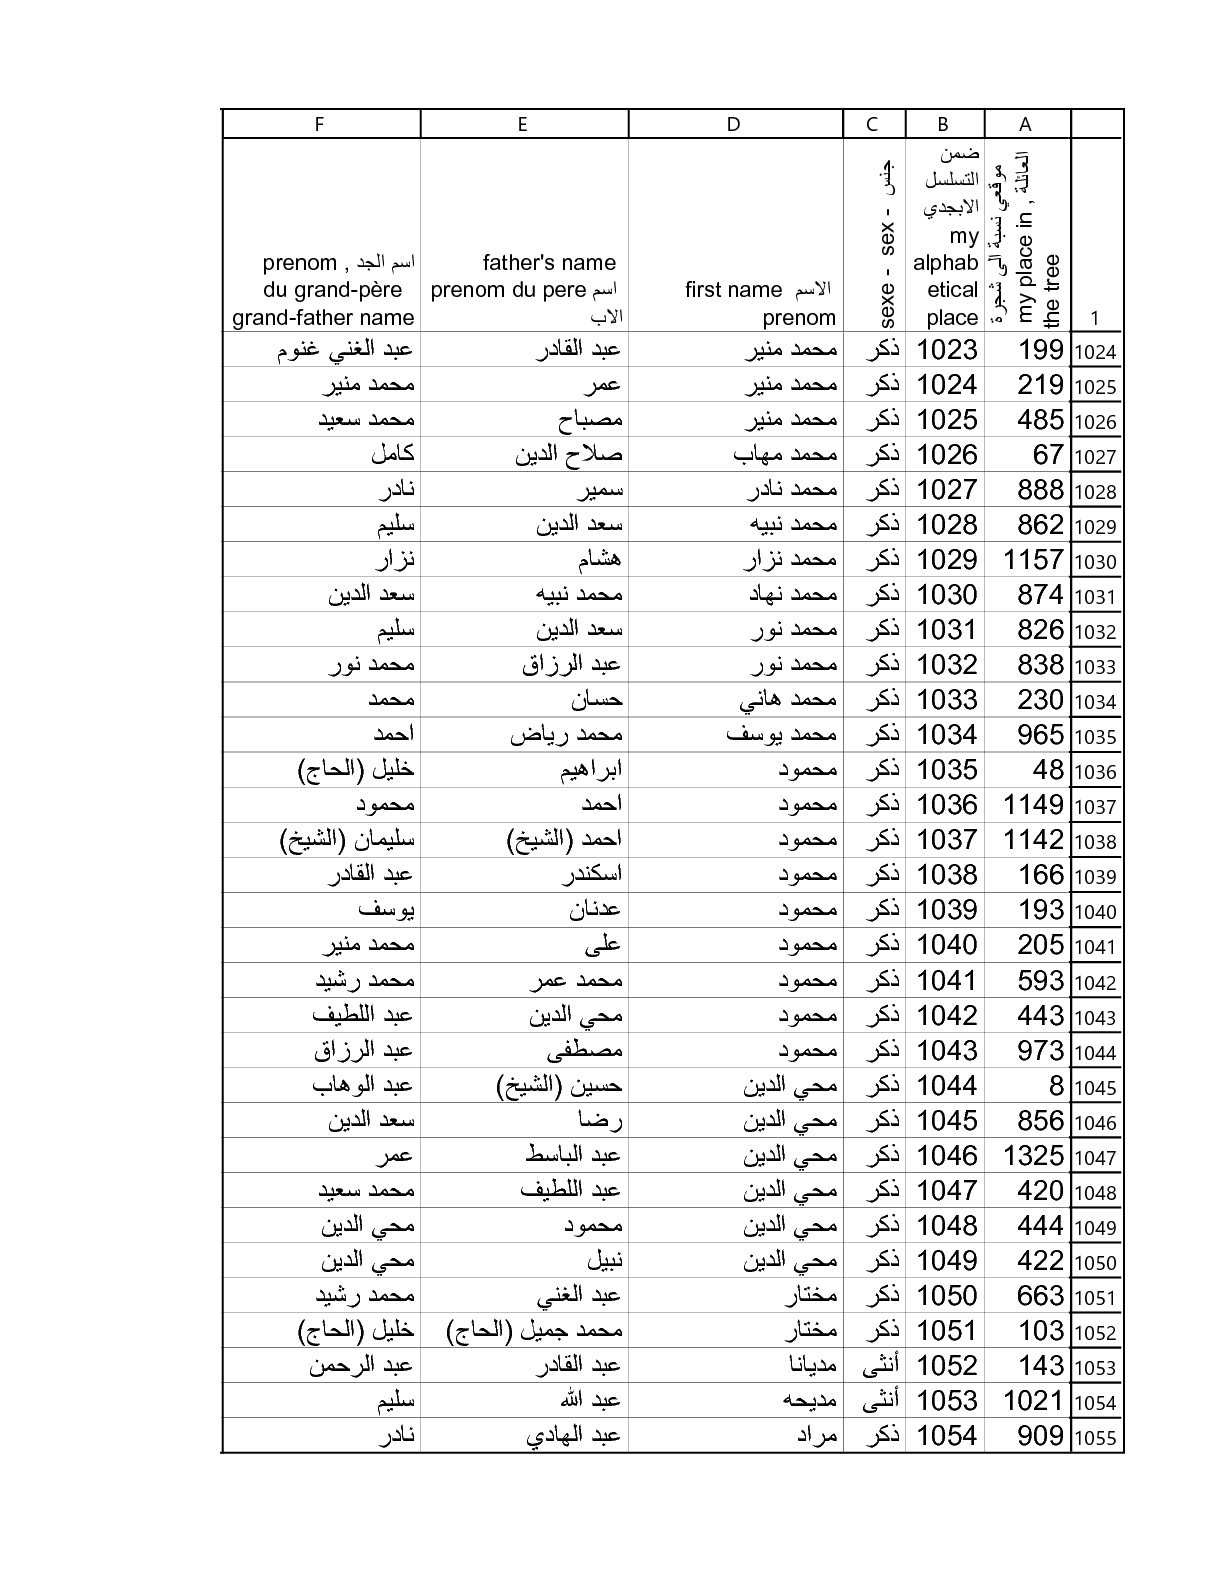 A B C D E F
1
موقعي نسبة الى شجرة العائلة , my place in the tree
ضمن التسلسل الابجدي my alphabetical place
جنس - sex - sexe
الاسم first name prenom
father's name prenom du pere اسم الاب
اسم الجد , prenom du grand-père grand-father name
1024 199 1023 ذكر محمد منير عبد القادر عبد الغني غنوم
1025 219 1024 ذكر محمد منير عمر محمد منير
1026 485 1025 ذكر محمد منير مصباح محمد سعيد
1027 67 1026 ذكر محمد مهاب صلاح الدين كامل
1028 888 1027 ذكر محمد نادر سمير نادر
1029 862 1028 ذكر محمد نبيه سعد الدين سليم
1030 1157 1029 ذكر محمد نزار هشام نزار
1031 874 1030 ذكر محمد نهاد محمد نبيه سعد الدين
1032 826 1031 ذكر محمد نور سعد الدين سليم
1033 838 1032 ذكر محمد نور عبد الرزاق محمد نور
1034 230 1033 ذكر محمد هاني حسان محمد
1035 965 1034 ذكر محمد يوسف محمد رياض احمد
1036 48 1035 ذكر محمود ابراهيم خليل (الحاج)
1037 1149 1036 ذكر محمود احمد محمود
1038 1142 1037 ذكر محمود احمد (الشيخ) سليمان (الشيخ)
1039 166 1038 ذكر محمود اسكندر عبد القادر
1040 193 1039 ذكر محمود عدنان يوسف
1041 205 1040 ذكر محمود على محمد منير
1042 593 1041 ذكر محمود محمد عمر محمد رشيد
1043 443 1042 ذكر محمود محي الدين عبد اللطيف
1044 973 1043 ذكر محمود مصطفى عبد الرزاق
1045 8 1044 ذكر محي الدين حسين (الشيخ) عبد الوهاب
1046 856 1045 ذكر محي الدين رضا سعد الدين
1047 1325 1046 ذكر محي الدين عبد الباسط عمر
1048 420 1047 ذكر محي الدين عبد اللطيف محمد سعيد
1049 444 1048 ذكر محي الدين محمود محي الدين
1050 422 1049 ذكر محي الدين نبيل محي الدين
1051 663 1050 ذكر مختار عبد الغني محمد رشيد
1052 103 1051 ذكر مختار محمد جميل (الحاج) خليل (الحاج)
1053 143 1052 أنثى مديانا عبد القادر عبد الرحمن
1054 1021 1053 أنثى مديحه عبد الله سليم
1055 909 1054 ذكر مراد عبد الهادي نادر